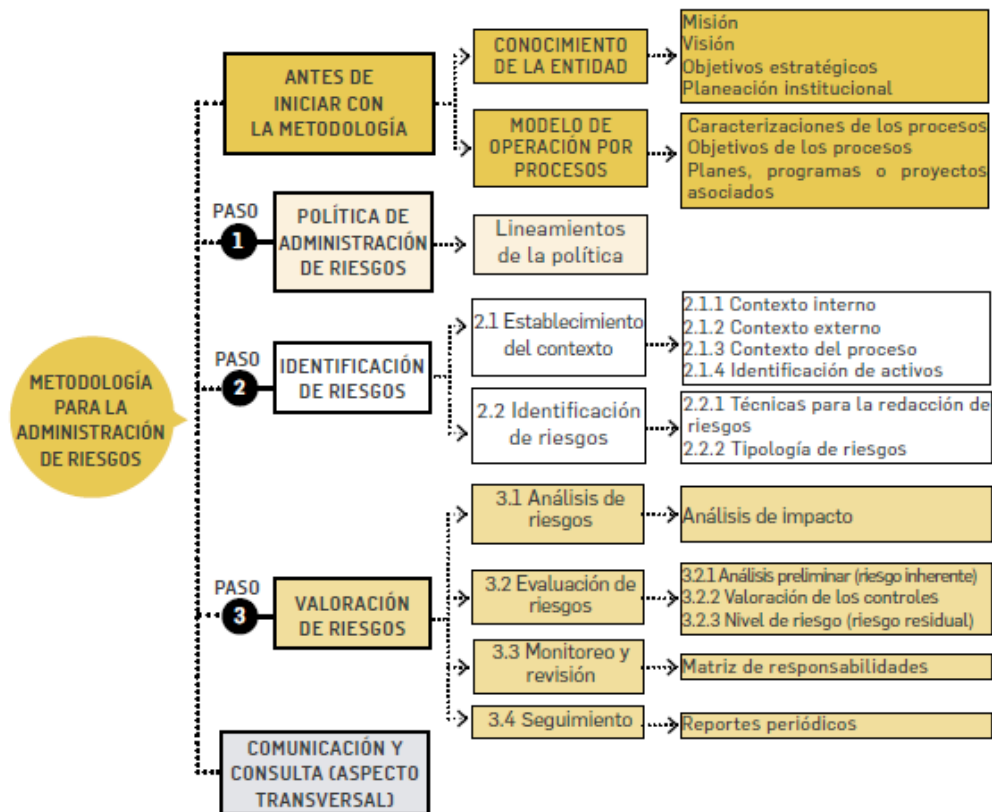 METODOLOGÍA
PARA LA
ADMINISTRACIÓN
DE RIESGOS
ANTES DE
INICIAR CON
LA METODOLOGÍA
CONOCIMIENTO
DE LA ENTIDAD
Misión
Visión
Objetivos estratégicos
Planeación institucional
MODELO DE
OPERACIÓN POR
PROCESOS
Caracterizaciones de los procesos
Objetivos de los procesos
Planes, programas o proyectos
asociados
PASO
1
POLÍTICA DE
ADMINISTRACIÓN
DE RIESGOS
Lineamientos
de la política
PASO
2
IDENTIFICACIÓN
DE RIESGOS
2.1 Establecimiento
del contexto
2.1.1 Contexto interno
2.1.2 Contexto externo
2.1.3 Contexto del proceso
2.1.4 Identificación de activos
2.2 Identificación
de riesgos
2.2.1 Técnicas para la redacción de
riesgos
2.2.2 Tipología de riesgos
PASO
3
VALORACIÓN
DE RIESGOS
3.1 Análisis de
riesgos
Análisis de impacto
3.2 Evaluación de
riesgos
3.2.1 Análisis preliminar (riesgo inherente)
3.2.2 Valoración de los controles
3.2.3 Nivel de riesgo (riesgo residual)
3.3 Monitoreo y
revisión
Matriz de responsabilidades
3.4 Seguimiento
Reportes periódicos
COMUNICACIÓN Y
CONSULTA (ASPECTO
TRANSVERSAL)